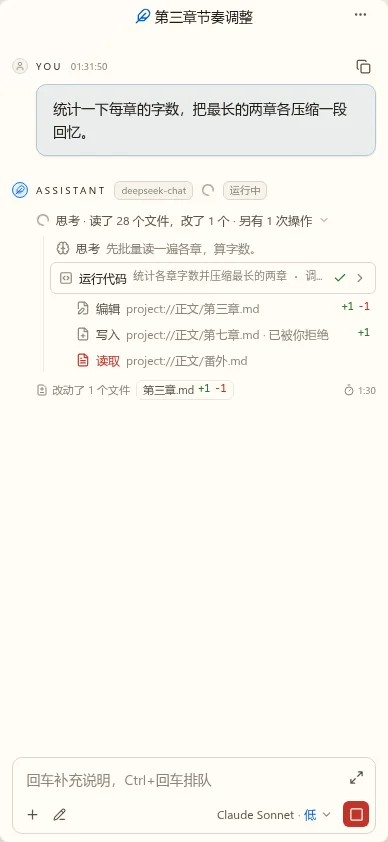 第三章节奏调整
YOU 01:31:50
统计一下每章的字数，把最长的两章各压缩一段
回忆。
ASSISTANT deepseek-chat 运行中
思考 · 读了 28 个文件，改了 1 个 · 另有 1 次操作
思考 先批量读一遍各章，算字数。
运行代码 统计各章字数并压缩最长的两章 · 调…
编辑 project://正文/第三章.md +1 -1
写入 project://正文/第七章.md · 已被你拒绝 +1
读取 project://正文/番外.md
改动了 1 个文件 第三章.md +1 -1 1:30
回车补充说明，Ctrl+回车排队
Claude Sonnet · 低